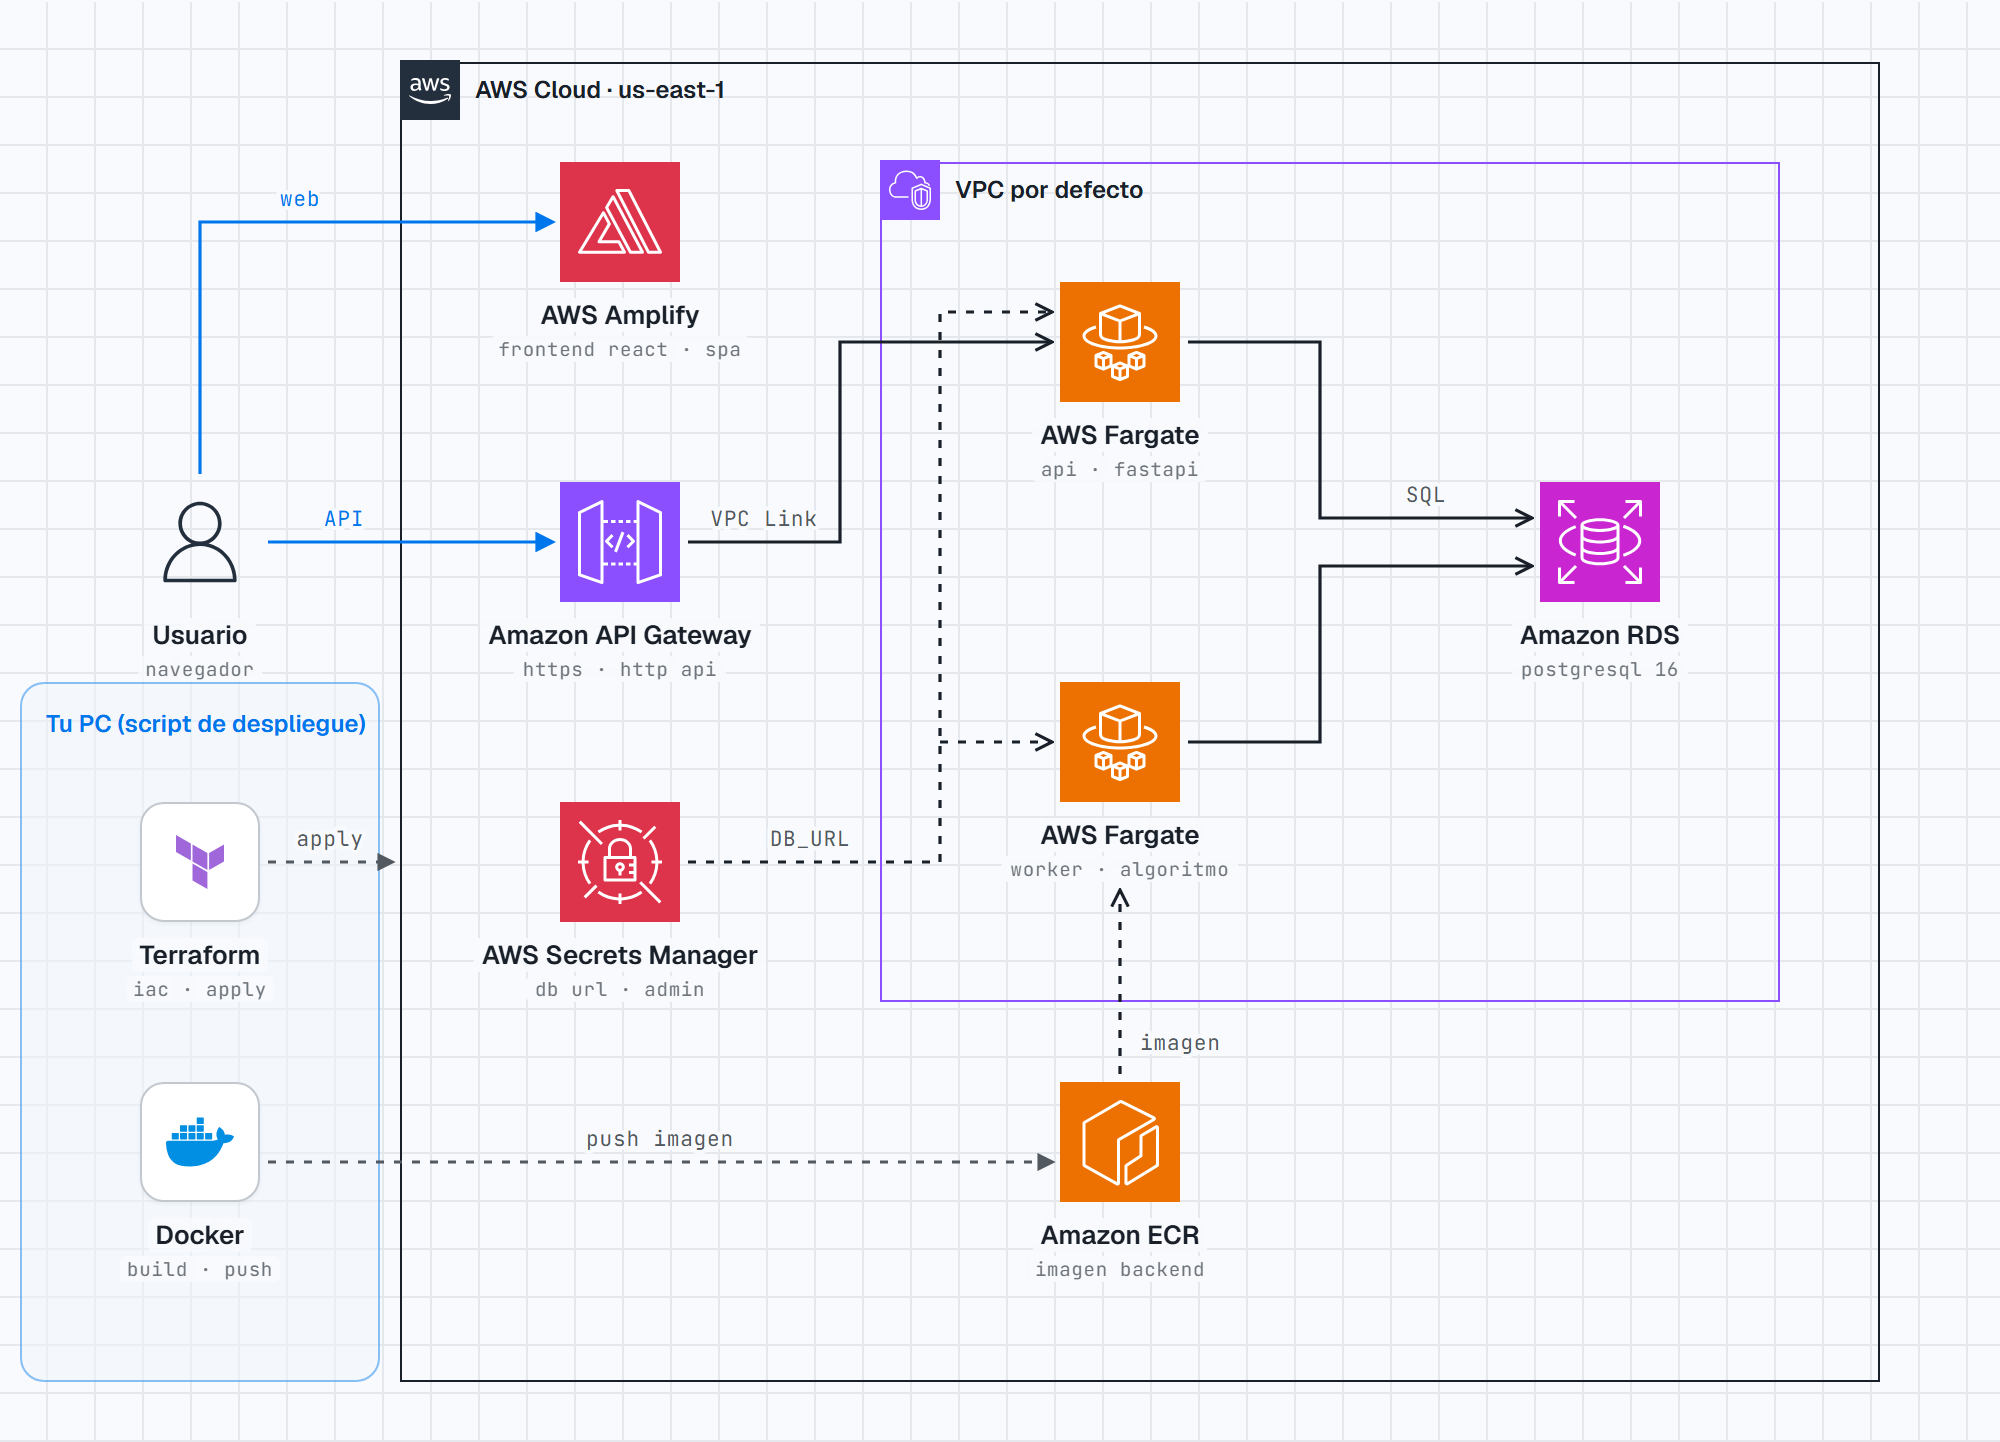 aws
AWS Cloud · us-east-1
web
VPC por defecto
AWS Amplify
frontend react · spa
AWS Fargate
api · fastapi
API
VPC Link
SQL
Usuario
navegador
Amazon API Gateway
https · http api
Amazon RDS
postgresql 16
Tu PC (script de despliegue)
apply
DB_URL
AWS Fargate
worker · algoritmo
Terraform
iac · apply
AWS Secrets Manager
db url · admin
imagen
push imagen
Docker
build · push
Amazon ECR
imagen backend